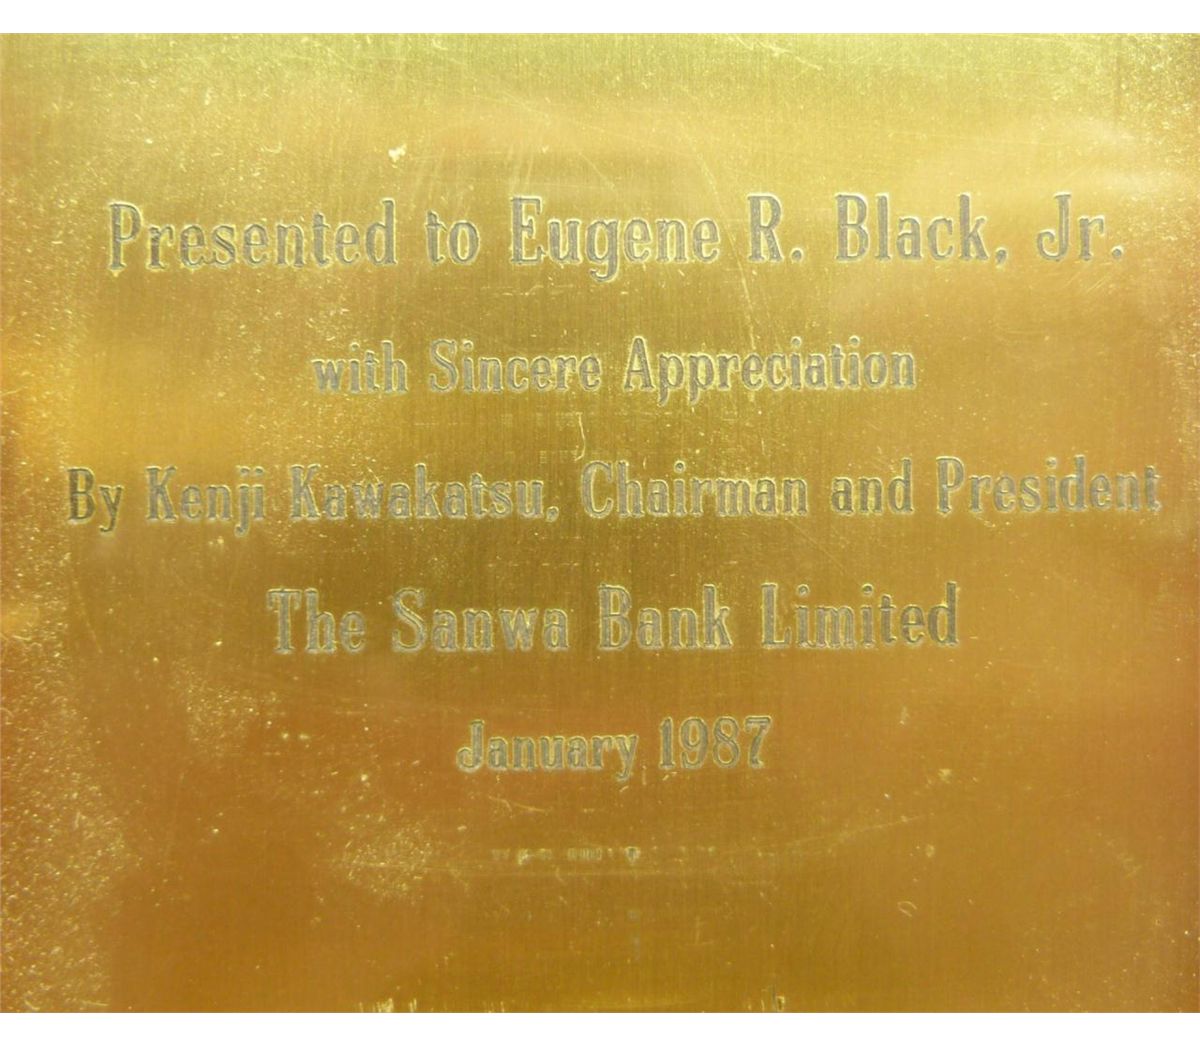 Presented to Eugene R. Black, Jr.
with Sincere Appreciation
By Kenji Kawakatsu, Chairman and President
The Sanwa Bank Limited
January 1987